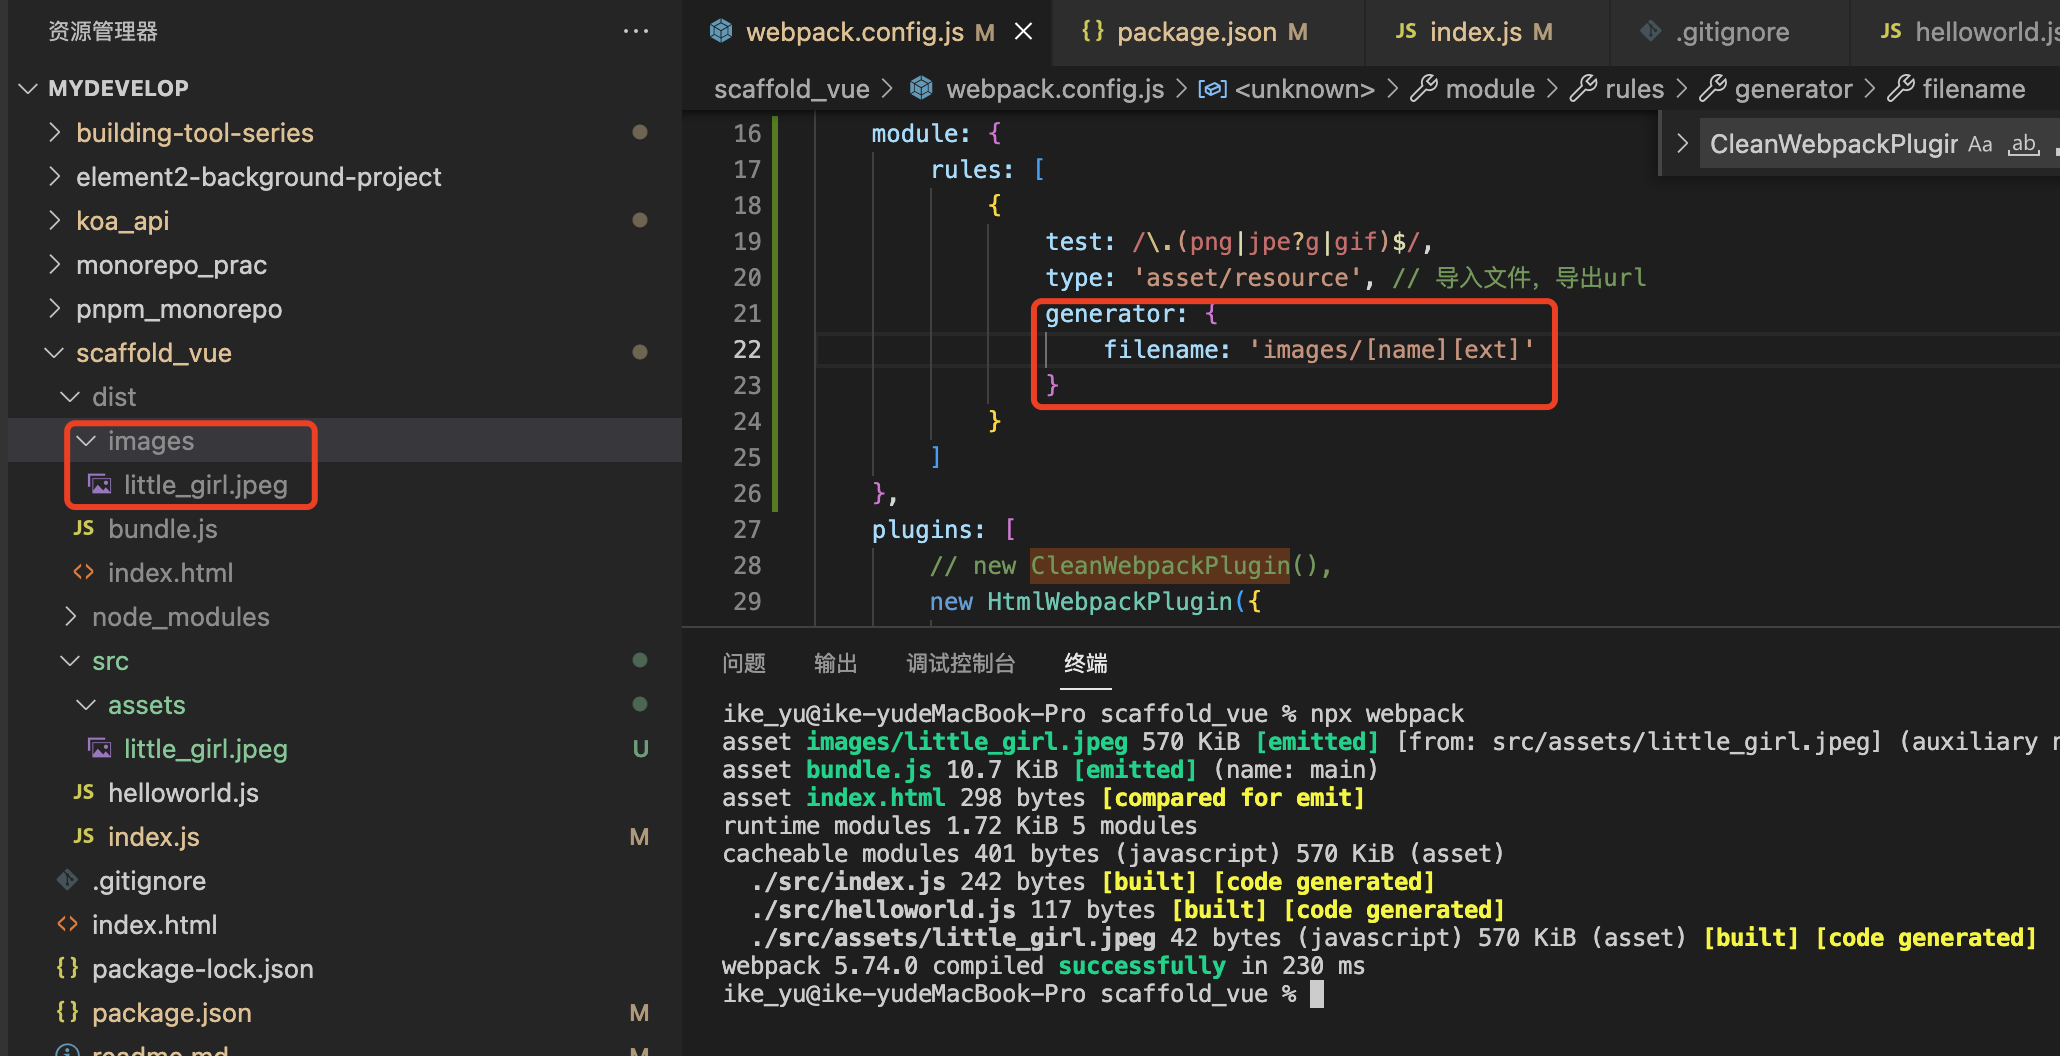 资源管理器
MYDEVELOP
building-tool-series
element2-background-project
koa_api
monorepo_prac
pnpm_monorepo
scaffold_vue
dist
images
little_girl.jpeg
JS bundle.js
<> index.html
node_modules
src
assets
little_girl.jpeg U
JS helloworld.js
JS index.js M
.gitignore
<> index.html
{} package-lock.json
{} package.json M
readme.md M
webpack.config.js M
{} package.json M
JS index.js M
.gitignore
JS helloworld.js
scaffold_vue > webpack.config.js > <unknown> > module > rules > generator > filename
CleanWebpackPlugin Aa ab
16 module: {
17 rules: [
18 {
19 test: /\.(png|jpe?g|gif)$/,
20 type: 'asset/resource', // 导入文件，导出url
21 generator: {
22 filename: 'images/[name][ext]'
23 }
24 }
25 ]
26 },
27 plugins: [
28 // new CleanWebpackPlugin(),
29 new HtmlWebpackPlugin({
问题 输出 调试控制台 终端
ike_yu@ike-yudeMacBook-Pro scaffold_vue % npx webpack
asset images/little_girl.jpeg 570 KiB [emitted] [from: src/assets/little_girl.jpeg] (auxiliary
asset bundle.js 10.7 KiB [emitted] (name: main)
asset index.html 298 bytes [compared for emit]
runtime modules 1.72 KiB 5 modules
cacheable modules 401 bytes (javascript) 570 KiB (asset)
./src/index.js 242 bytes [built] [code generated]
./src/helloworld.js 117 bytes [built] [code generated]
./src/assets/little_girl.jpeg 42 bytes (javascript) 570 KiB (asset) [built] [code generated]
webpack 5.74.0 compiled successfully in 230 ms
ike_yu@ike-yudeMacBook-Pro scaffold_vue %